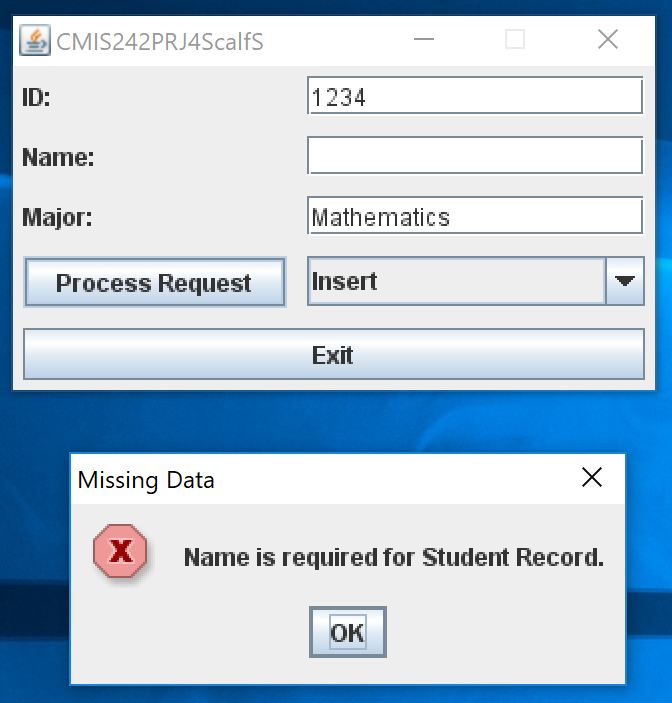 CMIS242PRJ4ScalfS
ID:
1234
Name:
Major:
Mathematics
Process Request
Insert
Exit
Missing Data
X
Name is required for Student Record.
OK